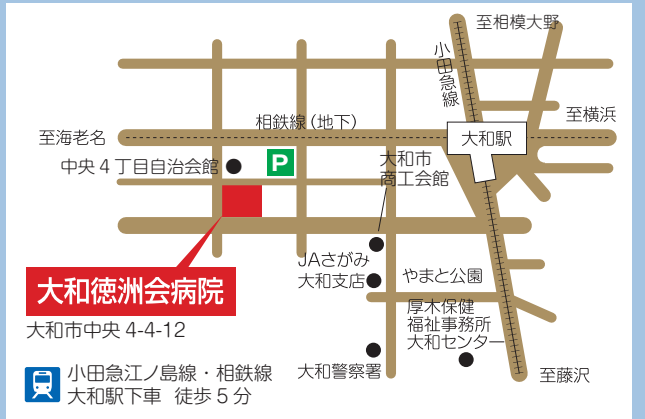 至相模大野
小田急線
至横浜
相鉄線（地下）
至海老名
大和駅
中央４丁目自治会館
P
大和市
商工会館
JAさがみ
大和支店
やまと公園
大和徳洲会病院
厚木保健
福祉事務所
大和センター
大和市中央 4-4-12
大和警察署
至藤沢
小田急江ノ島線・相鉄線
大和駅下車 徒歩５分